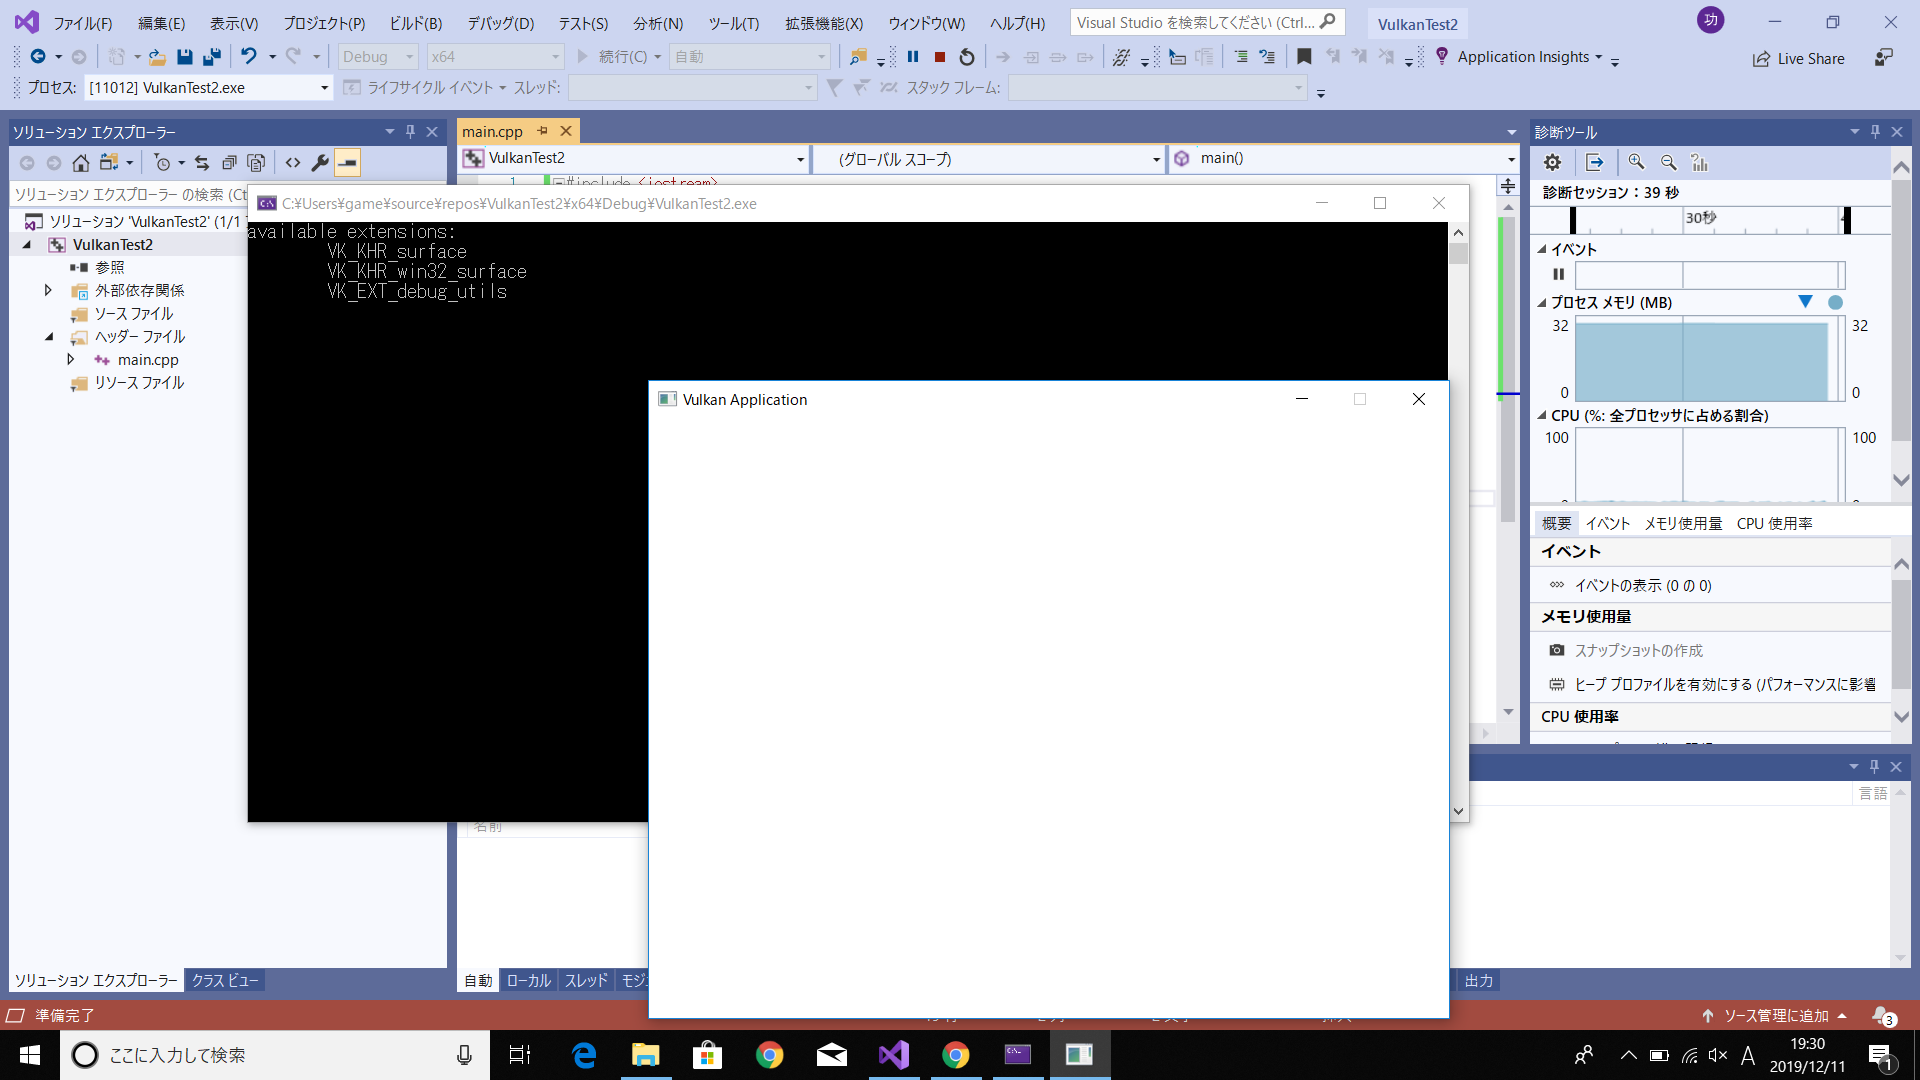 ファイル(F) 編集(E) 表示(V) プロジェクト(P) ビルド(B) デバッグ(D) テスト(S) 分析(N) ツール(T) 拡張機能(X) ウィンドウ(W) ヘルプ(H) Visual Studio を検索してください (Ctrl... VulkanTest2 功
Debug x64 続行(C) 自動 Application Insights Live Share
プロセス: [11012] VulkanTest2.exe ライフサイクル イベント スレッド: スタック フレーム:
ソリューション エクスプローラー
ソリューション エクスプローラー の検索 (Ct
ソリューション 'VulkanTest2' (1/1
VulkanTest2
参照
外部依存関係
ソース ファイル
ヘッダー ファイル
main.cpp
リソース ファイル
ソリューション エクスプローラー クラス ビュー
main.cpp
VulkanTest2 (グローバル スコープ) main()
1 #include <iostream>
C:¥Users¥game¥source¥repos¥VulkanTest2¥x64¥Debug¥VulkanTest2.exe
available extensions:
VK_KHR_surface
VK_KHR_win32_surface
VK_EXT_debug_utils
Vulkan Application
名前
言語
自動 ローカル スレッド モジ
出力
診断ツール
診断セッション：39 秒
30秒
イベント
プロセス メモリ (MB)
32 32
0 0
CPU (%: 全プロセッサに占める割合)
100 100
概要 イベント メモリ使用量 CPU 使用率
イベント
イベントの表示 (0 の 0)
メモリ使用量
スナップショットの作成
ヒープ プロファイルを有効にする (パフォーマンスに影響
CPU 使用率
準備完了
ソース管理に追加 3
ここに入力して検索
A 19:30
2019/12/11 1